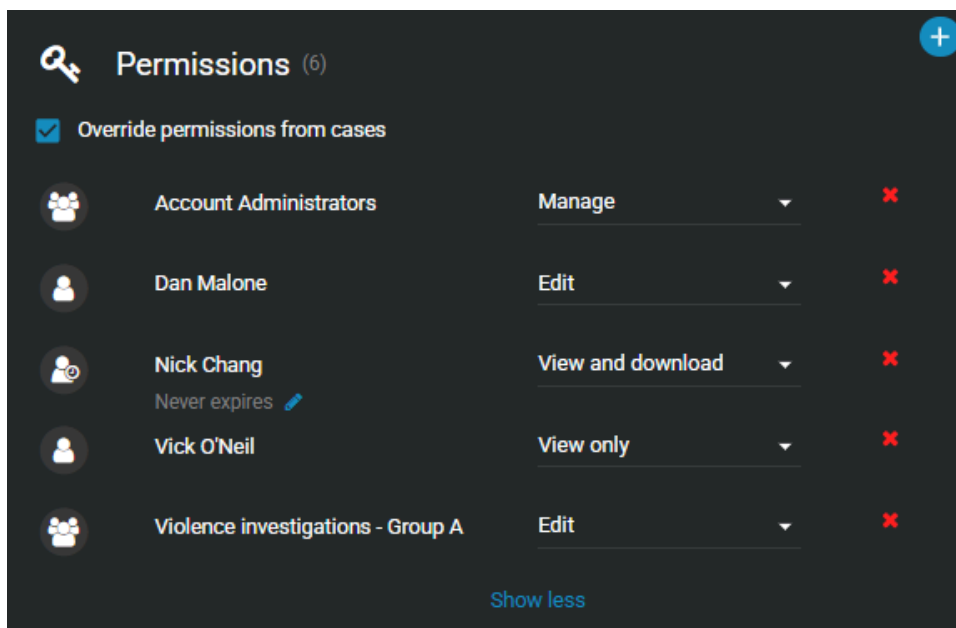 Permissions (6)
Override permissions from cases
Account Administrators Manage
Dan Malone Edit
Nick Chang View and download
Never expires
Vick O'Neil View only
Violence investigations - Group A Edit
Show less